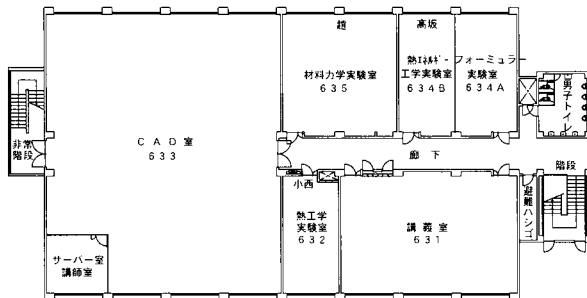 趙
材料力学実験室
635
高坂
熱エネルギー
工学実験室
634B
フォーミュラー
実験室
634A
男子トイレ
非常
階段
CAD室
633
廊下
階段
小西
熱工学
実験室
632
講義室
631
避難ハシゴ
サーバー室
講師室